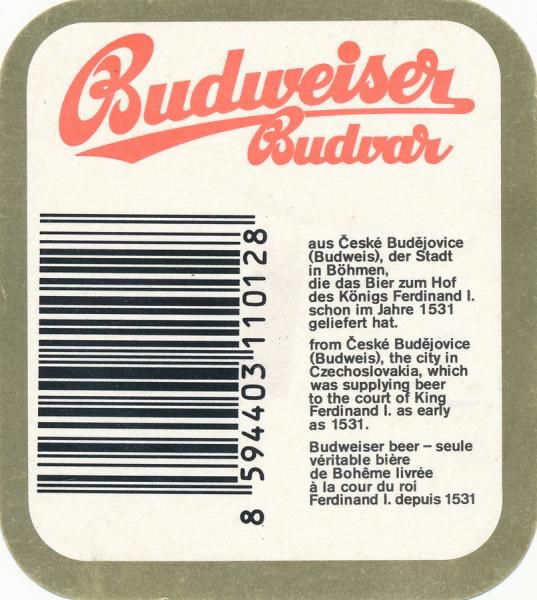 Budweiser
Budvar
8 594403 110128
aus České Budějovice
(Budweis), der Stadt
in Böhmen,
die das Bier zum Hof
des Königs Ferdinand I.
schon im Jahre 1531
geliefert hat.
from České Budějovice
(Budweis), the city in
Czechoslovakia, which
was supplying beer
to the court of King
Ferdinand I. as early
as 1531.
Budweiser beer – seule
véritable bière
de Bohême livrée
à la cour du roi
Ferdinand I. depuis 1531